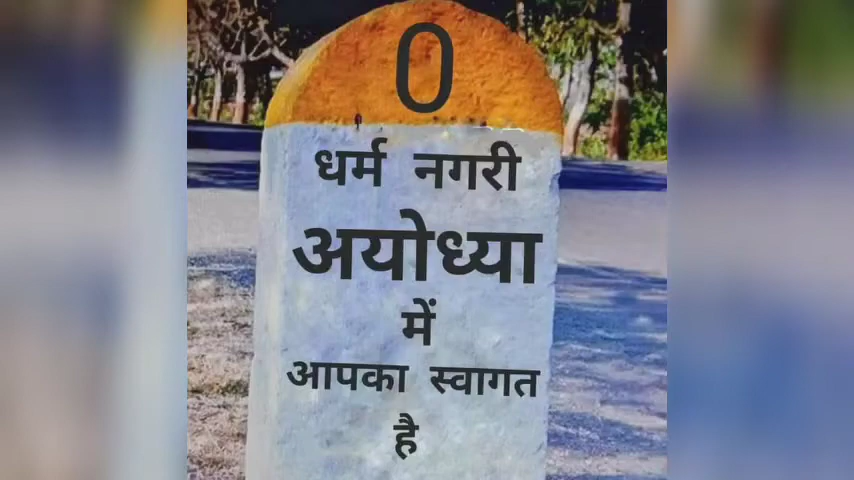 0
धर्म नगरी
अयोध्या
में
आपका स्वागत
है